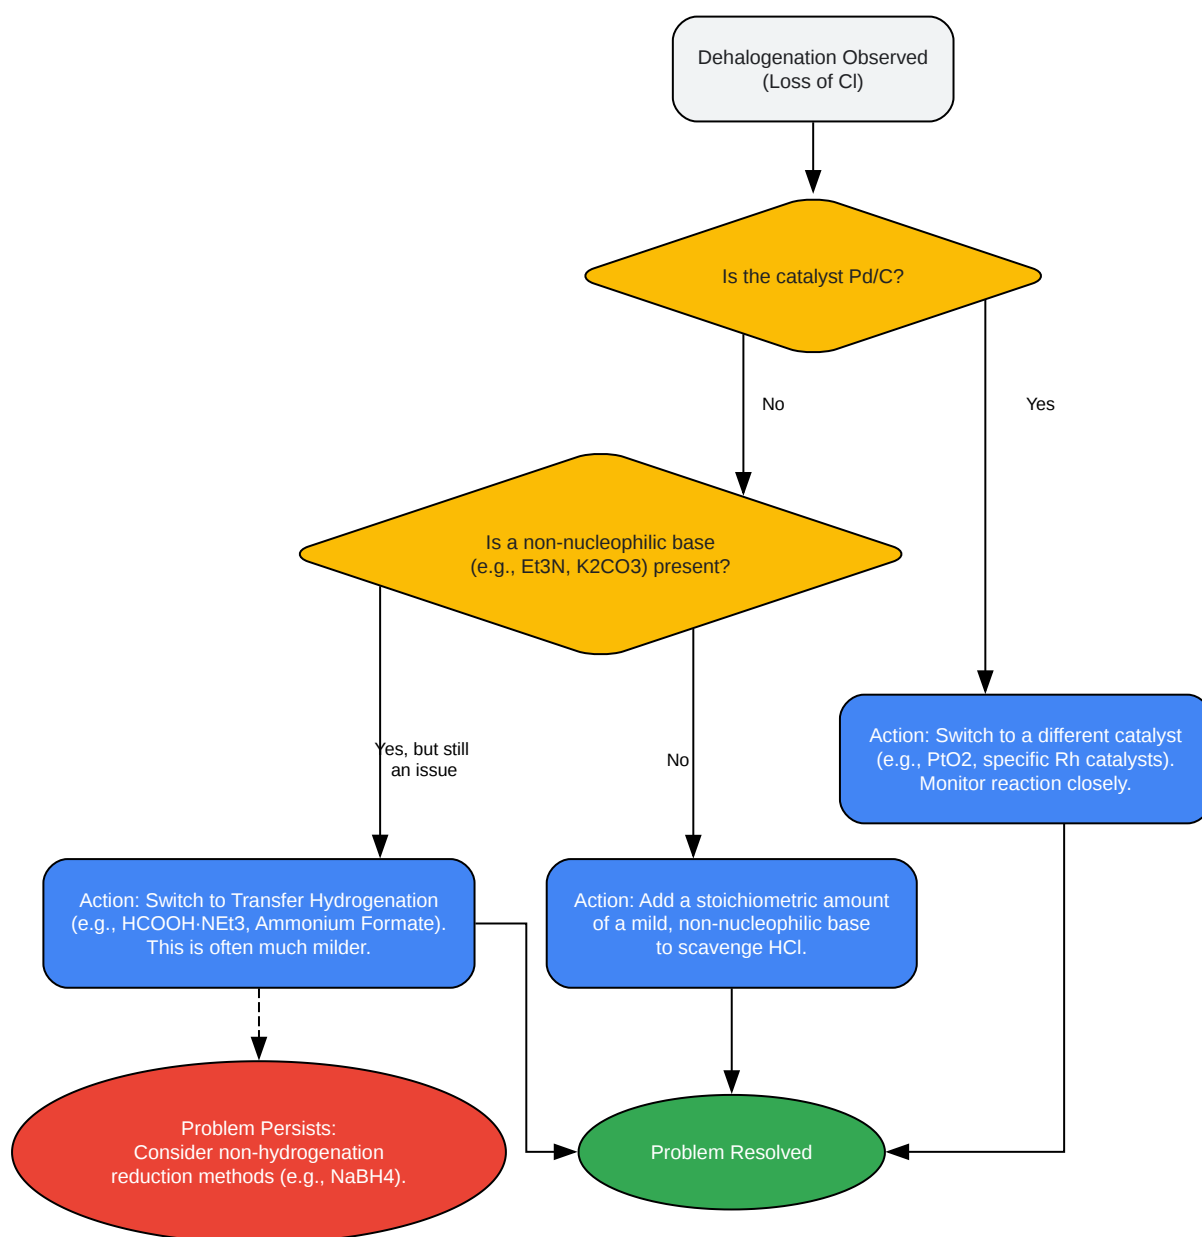 Dehalogenation Observed
(Loss of Cl)
Is the catalyst Pd/C?
No
Yes
Is a non-nucleophilic base
(e.g., Et3N, K2CO3) present?
Yes, but still
an issue
No
Action: Switch to a different catalyst
(e.g., PtO2, specific Rh catalysts).
Monitor reaction closely.
Action: Switch to Transfer Hydrogenation
(e.g., HCOOH·NEt3, Ammonium Formate).
This is often much milder.
Action: Add a stoichiometric amount
of a mild, non-nucleophilic base
to scavenge HCl.
Problem Persists:
Consider non-hydrogenation
reduction methods (e.g., NaBH4).
Problem Resolved